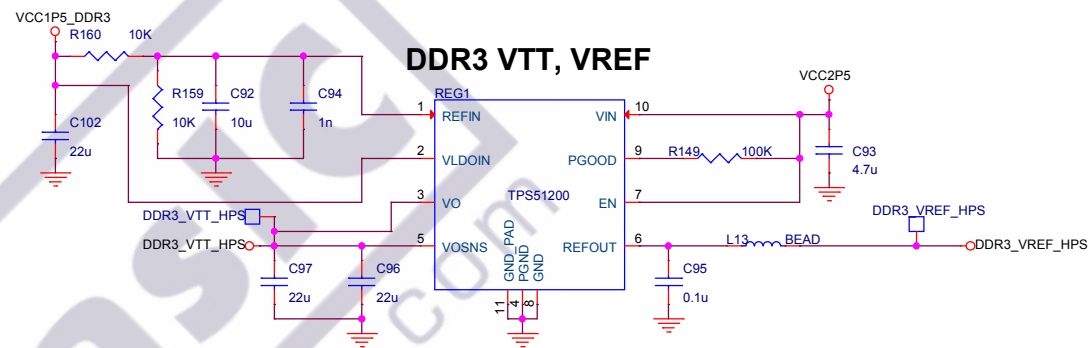 VCC1P5_DDR3
R160 10K
DDR3 VTT, VREF
VCC2P5
R159
10K
C92
10u
C94
1n
REG1
1 REFIN
VIN 10
C102
22u
2 VLDOIN
PGOOD 9
R149 100K
C93
4.7u
3 VO
TPS51200
EN 7
DDR3_VTT_HPS
DDR3_VREF_HPS
DDR3_VTT_HPS
5 VOSNS
REFOUT 6
L13 BEAD
DDR3_VREF_HPS
GND_PAD
PGND
GND
C97
22u
C96
22u
C95
0.1u
11
4
8
asic
com